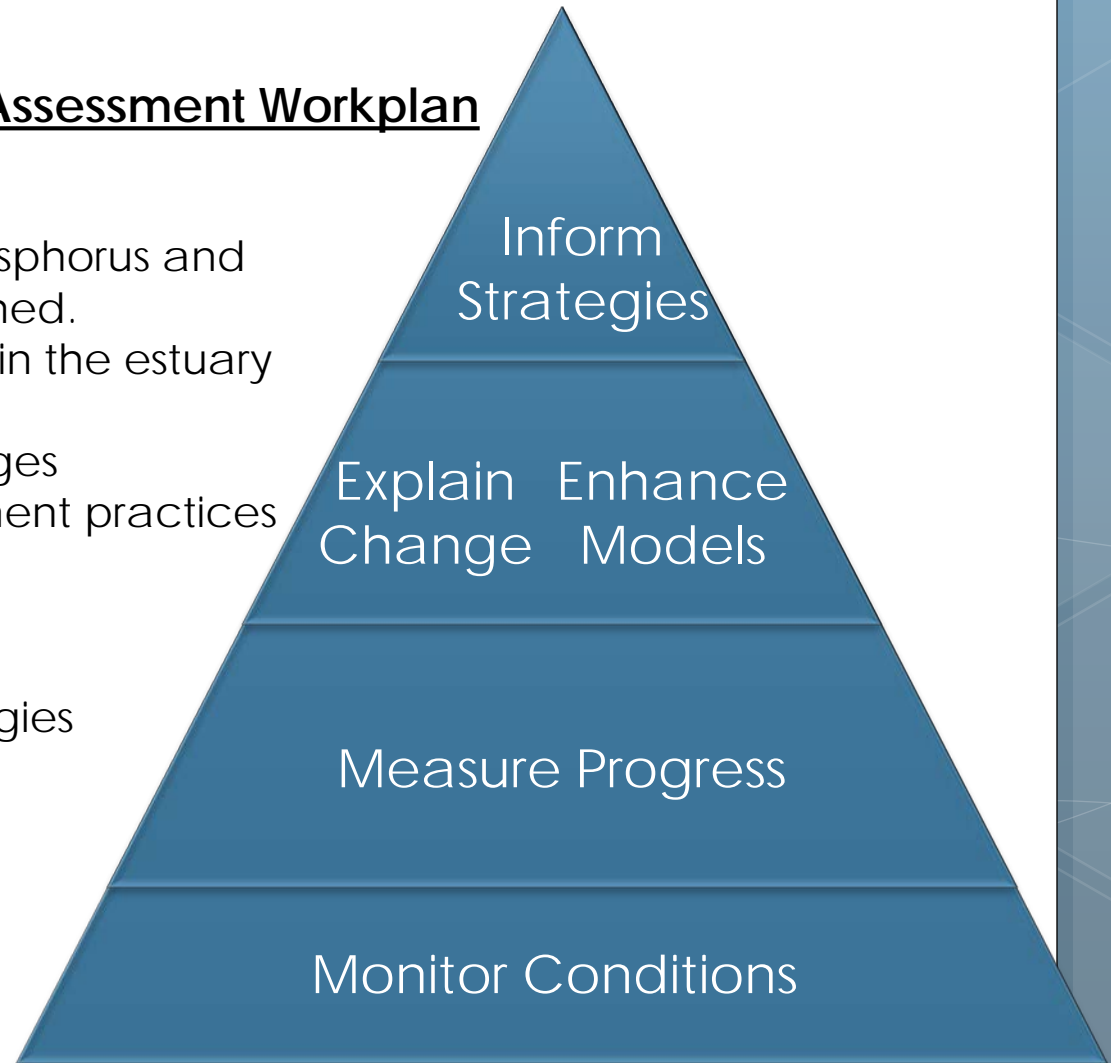 Assessment Workplan
sphorus and
ned.
in the estuary
ges
nent practices
gies
Inform
Strategies
Explain Enhance
Change Models
Measure Progress
Monitor Conditions